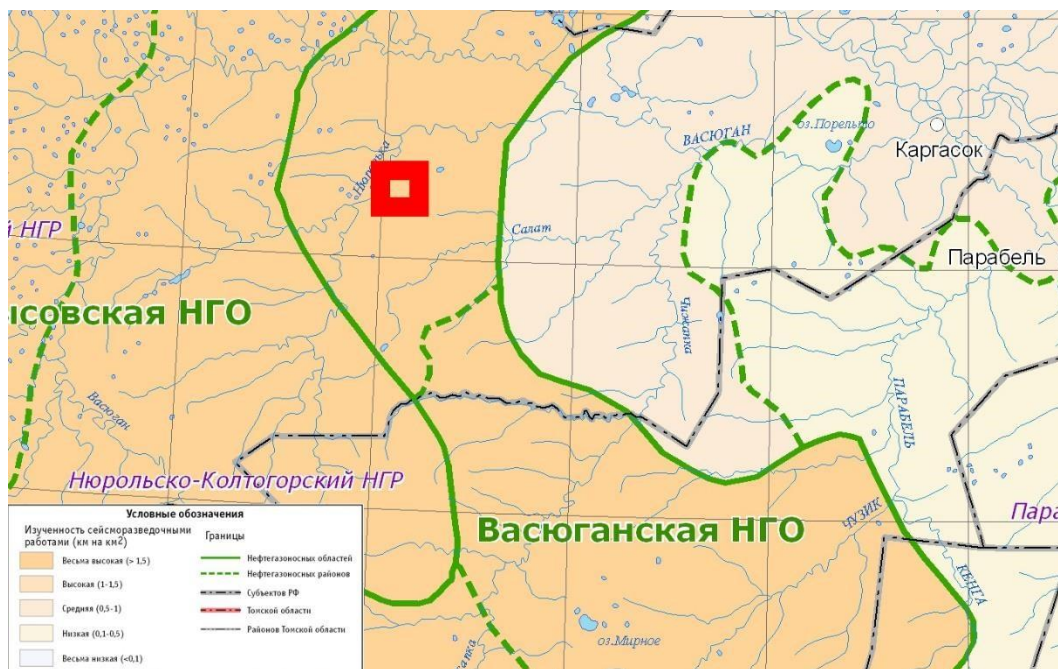 ВАСЮГАН
оз.Порельто
Каргасок
Нюролька
й НГР
Салат
Парабель
ысовская НГО
Чижапка
Васюган
ПАРАБЕЛЬ
Нюрольско-Колтогорский НГР
Васюганская НГО
ЧУЗИК
Пара
КЕНГА
оз.Мирное
Условные обозначения
Изученность сейсморазведочными
работами (км на км2)
Весьма высокая (> 1,5)
Высокая (1-1,5)
Средняя (0,5-1)
Низкая (0,1-0,5)
Весьма низкая (<0,1)
Границы
Нефтегазоносных областей
Нефтегазоносных районов
Субъектов РФ
Томской области
Районов Томской области